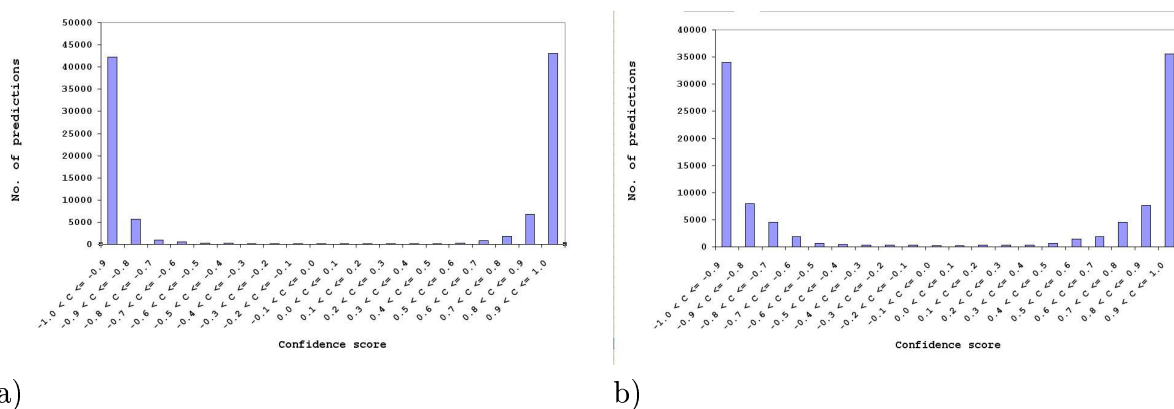 50000
45000
40000
35000
30000
25000
20000
15000
10000
5000
0
No. of predictions
-1.0 < C <= -0.9
-0.9 < C <= -0.8
-0.8 < C <= -0.7
-0.7 < C <= -0.6
-0.6 < C <= -0.5
-0.5 < C <= -0.4
-0.4 < C <= -0.3
-0.3 < C <= -0.2
-0.2 < C <= -0.1
-0.1 < C <= 0.0
0.0 < C <= 0.1
0.1 < C <= 0.2
0.2 < C <= 0.3
0.3 < C <= 0.4
0.4 < C <= 0.5
0.5 < C <= 0.6
0.6 < C <= 0.7
0.7 < C <= 0.8
0.8 < C <= 0.9
0.9 < C <= 1.0
Confidence score
a)
40000
35000
30000
25000
20000
15000
10000
5000
0
No. of predictions
-1.0 < C <= -0.9
-0.9 < C <= -0.8
-0.8 < C <= -0.7
-0.7 < C <= -0.6
-0.6 < C <= -0.5
-0.5 < C <= -0.4
-0.4 < C <= -0.3
-0.3 < C <= -0.2
-0.2 < C <= -0.1
-0.1 < C <= 0.0
0.0 < C <= 0.1
0.1 < C <= 0.2
0.2 < C <= 0.3
0.3 < C <= 0.4
0.4 < C <= 0.5
0.5 < C <= 0.6
0.6 < C <= 0.7
0.7 < C <= 0.8
0.8 < C <= 0.9
0.9 < C <= 1.0
Confidence score
b)